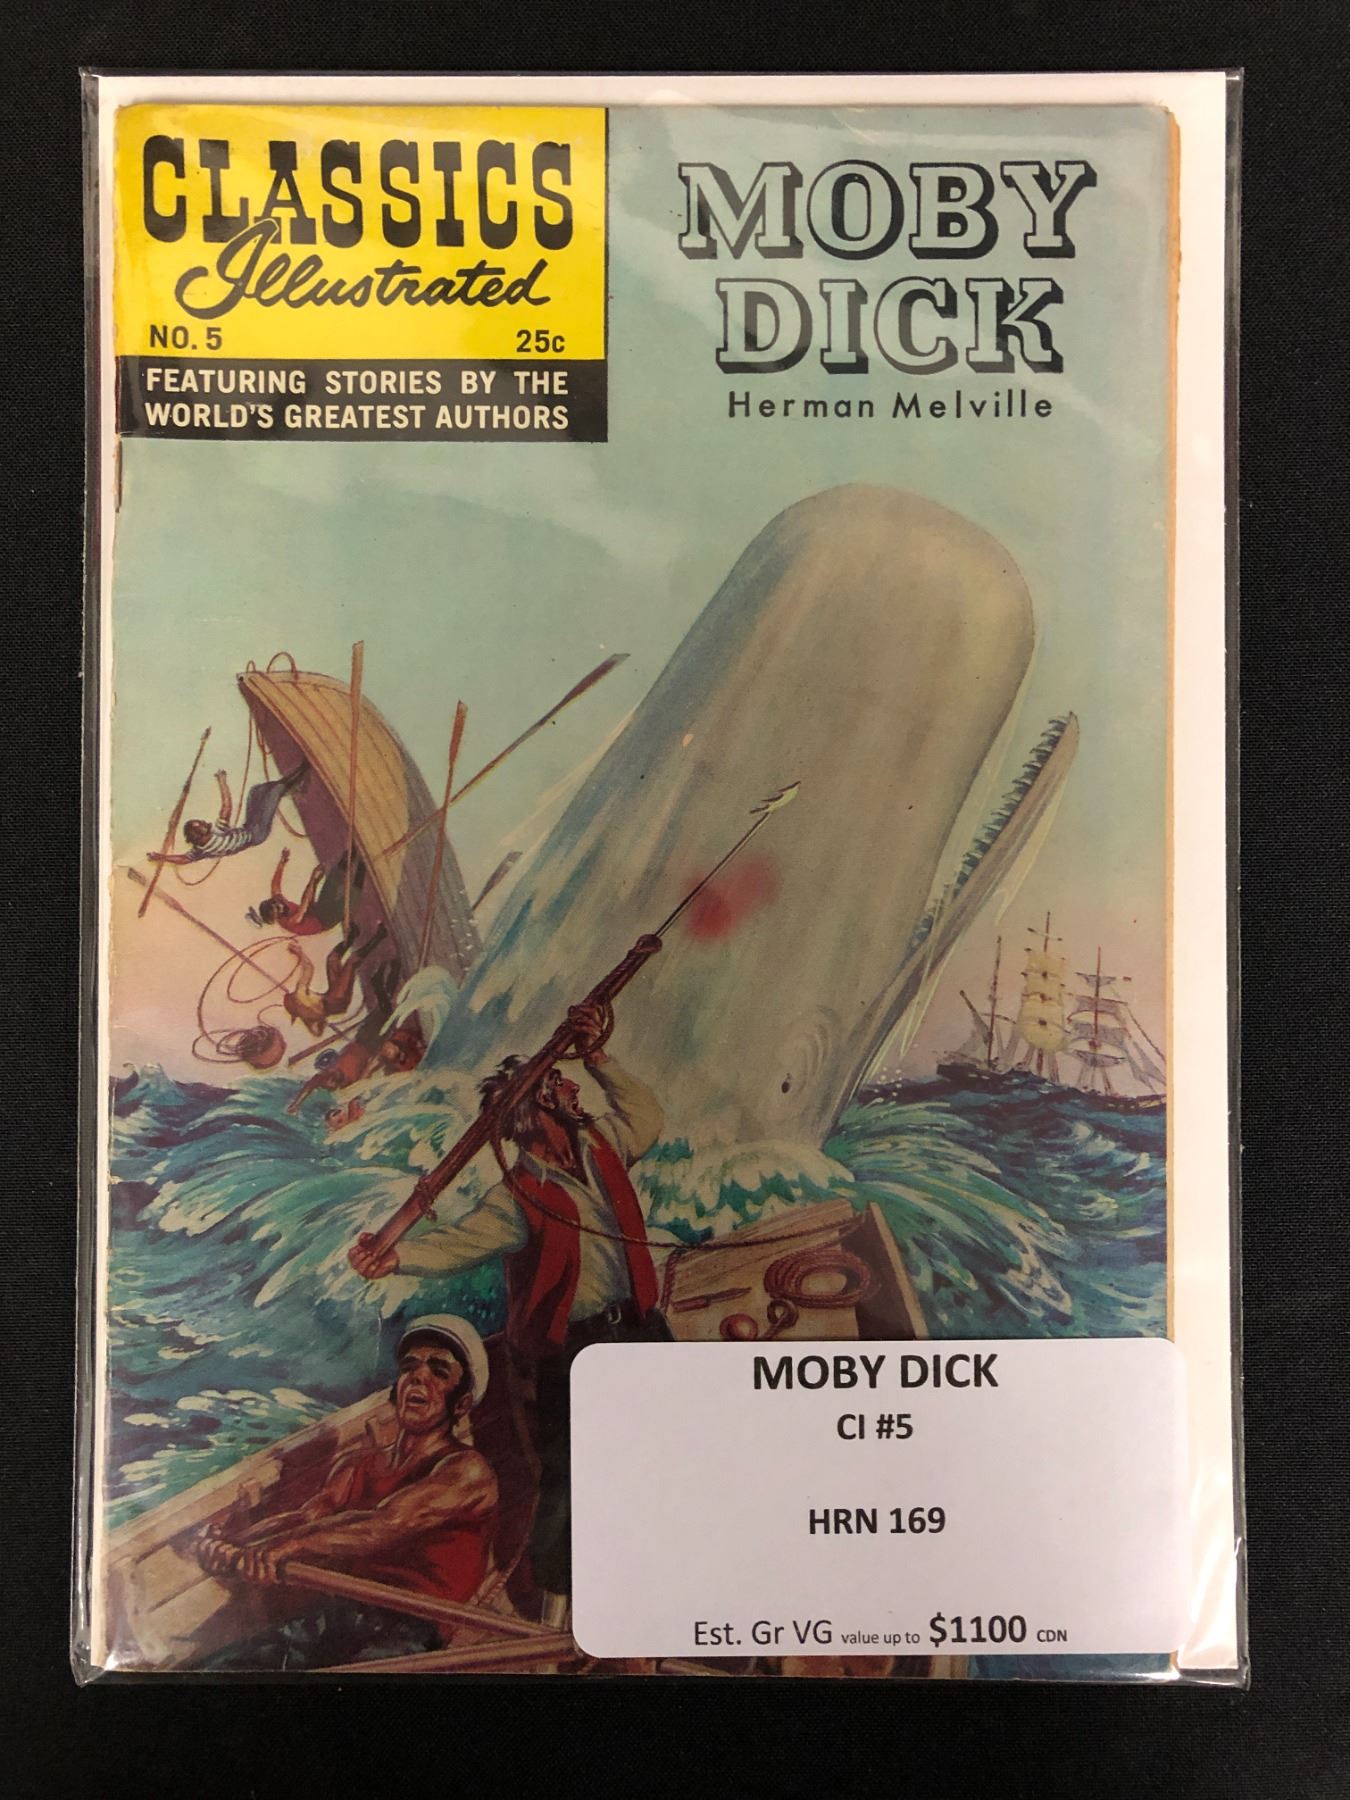 CLASSICS
Illustrated
NO. 5 25c
FEATURING STORIES BY THE
WORLD'S GREATEST AUTHORS
MOBY
DICK
Herman Melville
MOBY DICK
CI #5
HRN 169
Est. Gr VG value up to $1100 CDN